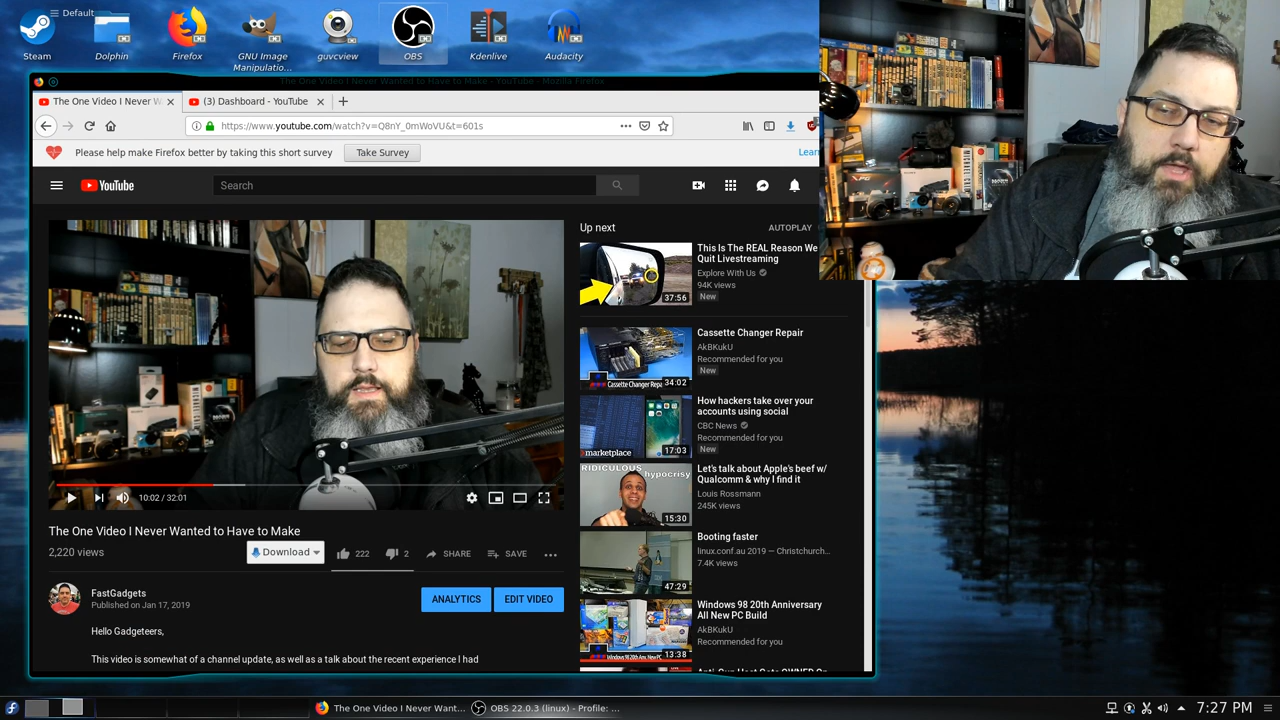 Default
Steam
Dolphin
Firefox
GNU Image
Manipulatio...
guvcview
OBS
Kdenlive
Audacity
The One Video I Never Wanted to Have to Make - YouTube - Mozilla Firefox
The One Video I Never W
(3) Dashboard - YouTube
https://www.youtube.com/watch?v=Q8nY_0mWoVU&t=601s
Please help make Firefox better by taking this short survey
Take Survey
Lear
YouTube
Search
Up next
AUTOPLAY
This Is The REAL Reason We
Quit Livestreaming
Explore With Us
94K views
New
37:56
Cassette Changer Repair
AkBKukU
Recommended for you
New
Cassette Changer Repa
34:02
How hackers take over your
accounts using social
CBC News
Recommended for you
New
marketplace
17:03
RIDICULOUS
hypocrisy
Let's talk about Apple's beef w/
Qualcomm & why I find it
Louis Rossmann
245K views
15:30
Booting faster
linux.conf.au 2019 — Christchurch...
7.4K views
47:29
Windows 98 20th Anniversary
All New PC Build
AkBKukU
Recommended for you
Windows 98 20th Ann. New PC
13:38
10:02 / 32:01
The One Video I Never Wanted to Have to Make
2,220 views
Download
222
2
SHARE
SAVE
FastGadgets
Published on Jan 17, 2019
ANALYTICS
EDIT VIDEO
Hello Gadgeteers,
This video is somewhat of a channel update, as well as a talk about the recent experience I had
The One Video I Never Want...
OBS 22.0.3 (linux) - Profile: ...
7:27 PM